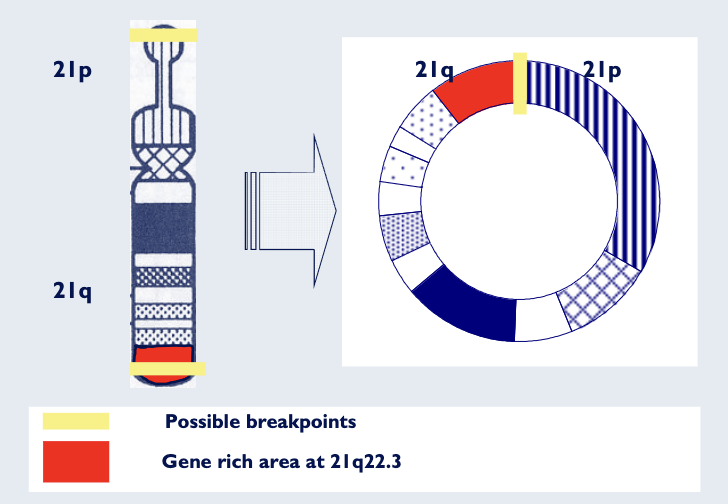 21p
21q
21q
21p
Possible breakpoints
Gene rich area at 21q22.3